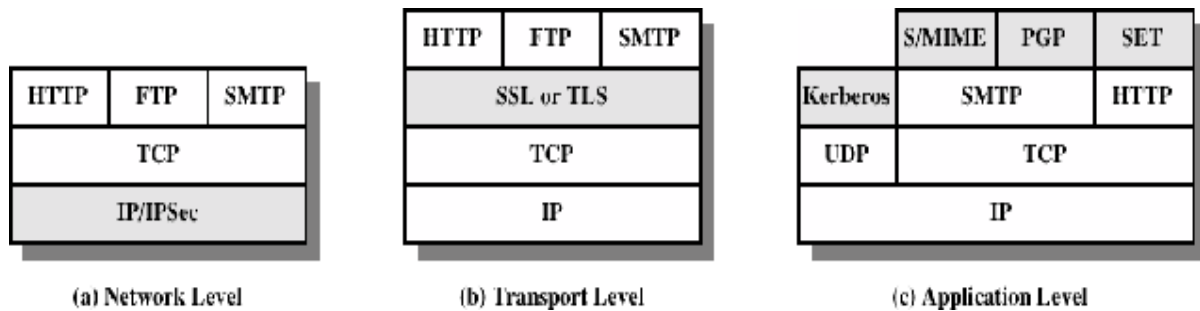 HTTP FTP SMTP
TCP
IP/IPSec
(a) Network Level
HTTP FTP SMTP
SSL or TLS
TCP
IP
(b) Transport Level
S/MIME PGP SET
Kerberos SMTP HTTP
UDP TCP
IP
(c) Application Level